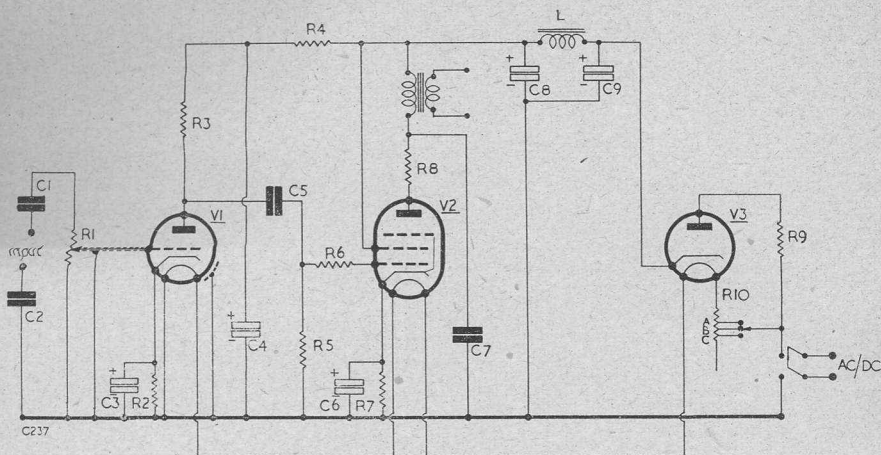 L
R4
+
C8
-
+
C9
-
R3
R8
C1
C5
V1
V2
V3
R1
input
R9
R6
R10
A
B
C
C2
+
C4
-
R5
C7
AC/DC
+
C3
R2
+
C6
-
R7
C237